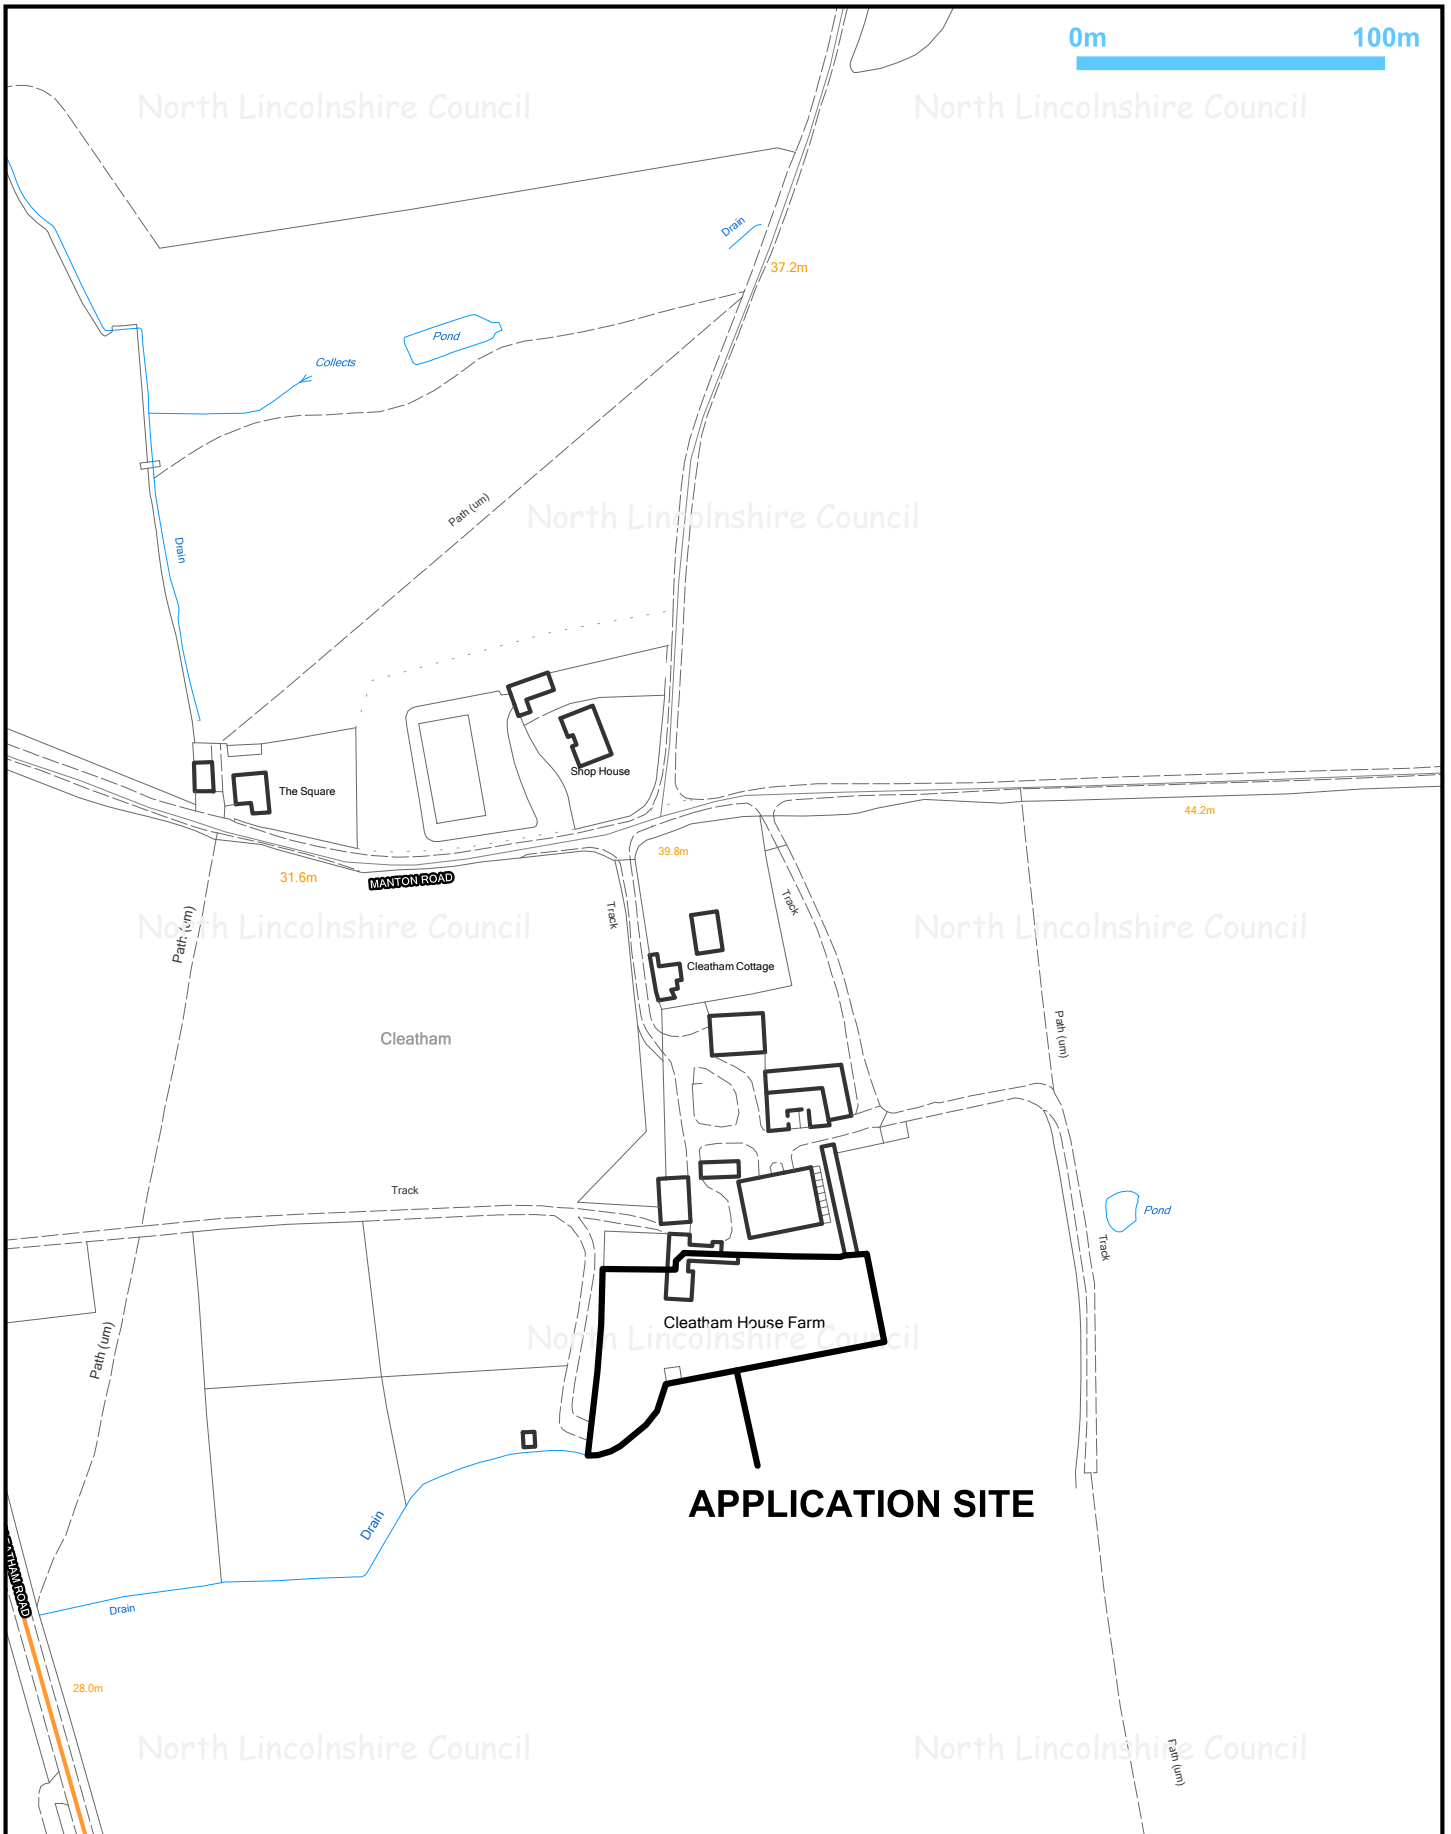 0m 100m
North Lincolnshire Council North Lincolnshire Council
Drain
37.2m
Pond
Collects
Path (um)
North Lincolnshire Council
Drain
Shop House
The Square
44.2m
39.8m
31.6m
MANTON ROAD
Track
Track
Path (um)
North Lincolnshire Council North Lincolnshire Council
Cleatham Cottage
Path (um)
Cleatham
Track
Pond
Track
Cleatham House Farm
North Lincolnshire Council
Path (um)
APPLICATION SITE
Drain
EATHAM ROAD
Drain
28.0m
North Lincolnshire Council North Lincolnshire Council
Path (um)